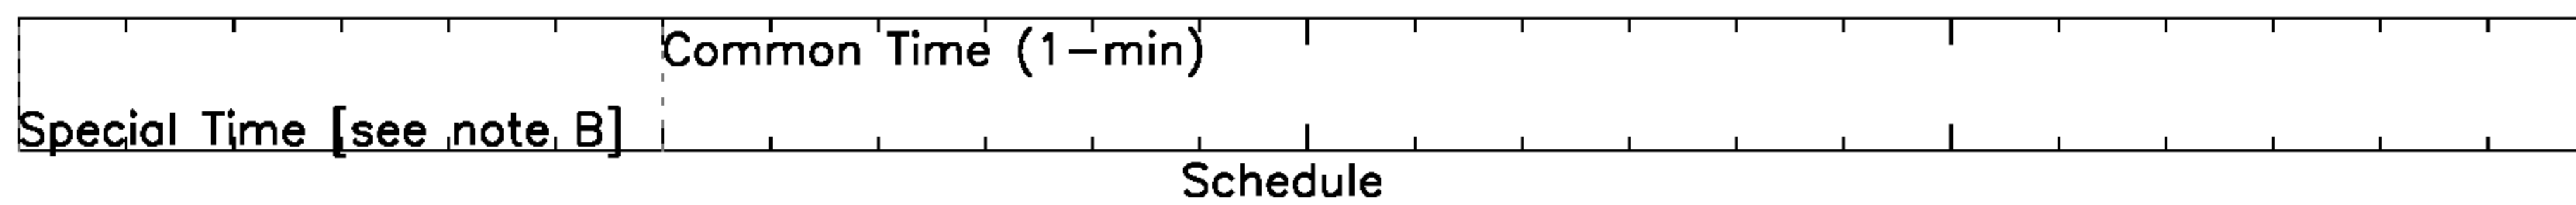 Common Time (1-min)
Special Time [see note B]
Schedule